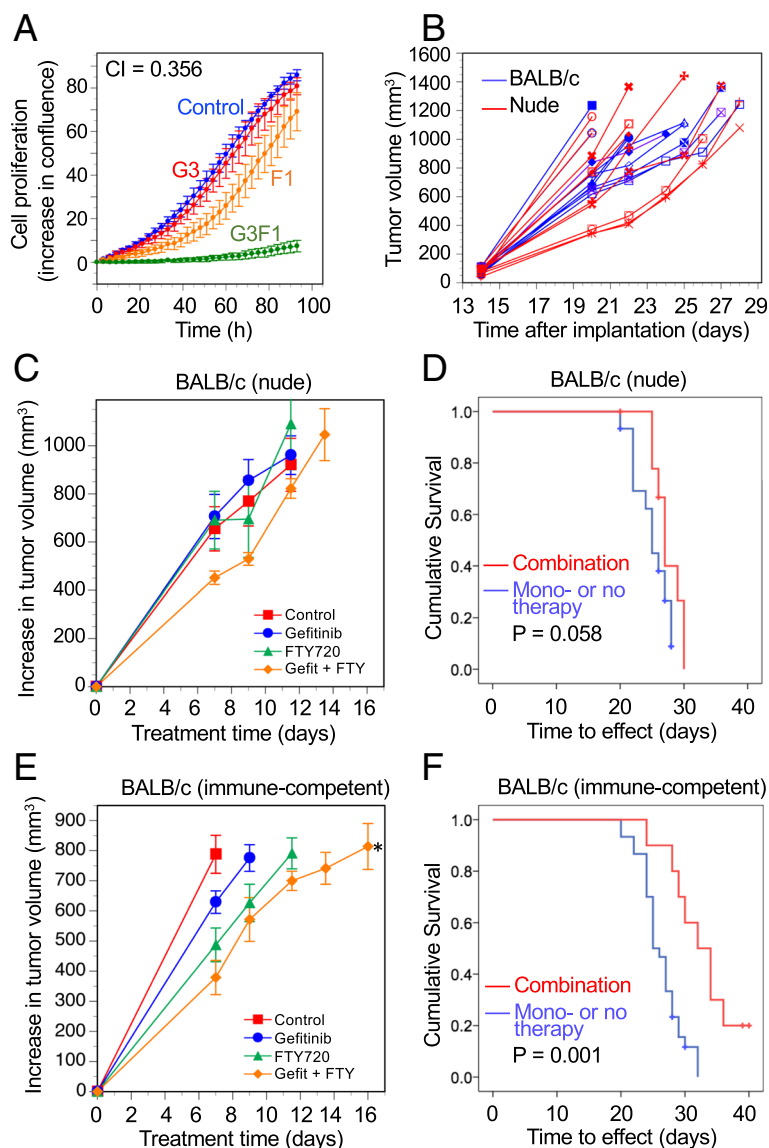 A
CI = 0.356
Control
G3
F1
G3F1
Cell proliferation
(increase in confluence)
80
60
40
20
0
0 20 40 60 80 100
Time (h)
B
BALB/c
Nude
Tumor volume (mm³)
1600
1400
1200
1000
800
600
400
200
0
13 15 17 19 21 23 25 27 29
Time after implantation (days)
C
BALB/c (nude)
Increase in tumor volume (mm³)
1000
800
600
400
200
0
Control
Gefitinib
FTY720
Gefit + FTY
0 2 4 6 8 10 12 14 16
Treatment time (days)
D
BALB/c (nude)
Cumulative Survival
1.0
0.8
0.6
0.4
0.2
0.0
Combination
Mono- or no
therapy
P = 0.058
0 10 20 30 40
Time to effect (days)
E
BALB/c (immune-competent)
Increase in tumor volume (mm³)
900
800
700
600
500
400
300
200
100
0
*
Control
Gefitinib
FTY720
Gefit + FTY
0 2 4 6 8 10 12 14 16
Treatment time (days)
F
BALB/c (immune-competent)
Cumulative Survival
1.0
0.8
0.6
0.4
0.2
0.0
Combination
Mono- or no
therapy
P = 0.001
0 10 20 30 40
Time to effect (days)